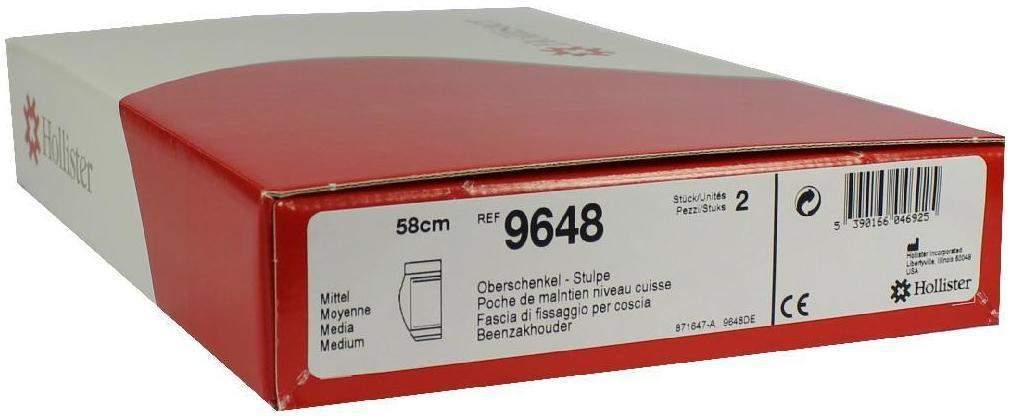 Hollister
Hollister
58cm
REF 9648
Stück/Unités
Pezzi/Stuks 2
5 390166 046925
Mittel
Moyenne
Media
Medium
Oberschenkel - Stulpe
Poche de maintien niveau cuisse
Fascia di fissaggio per coscia
Beenzakhouder
871647-A 9648DE
CE
Hollister Incorporated
Libertyville, Illinois 60048
USA
Hollister